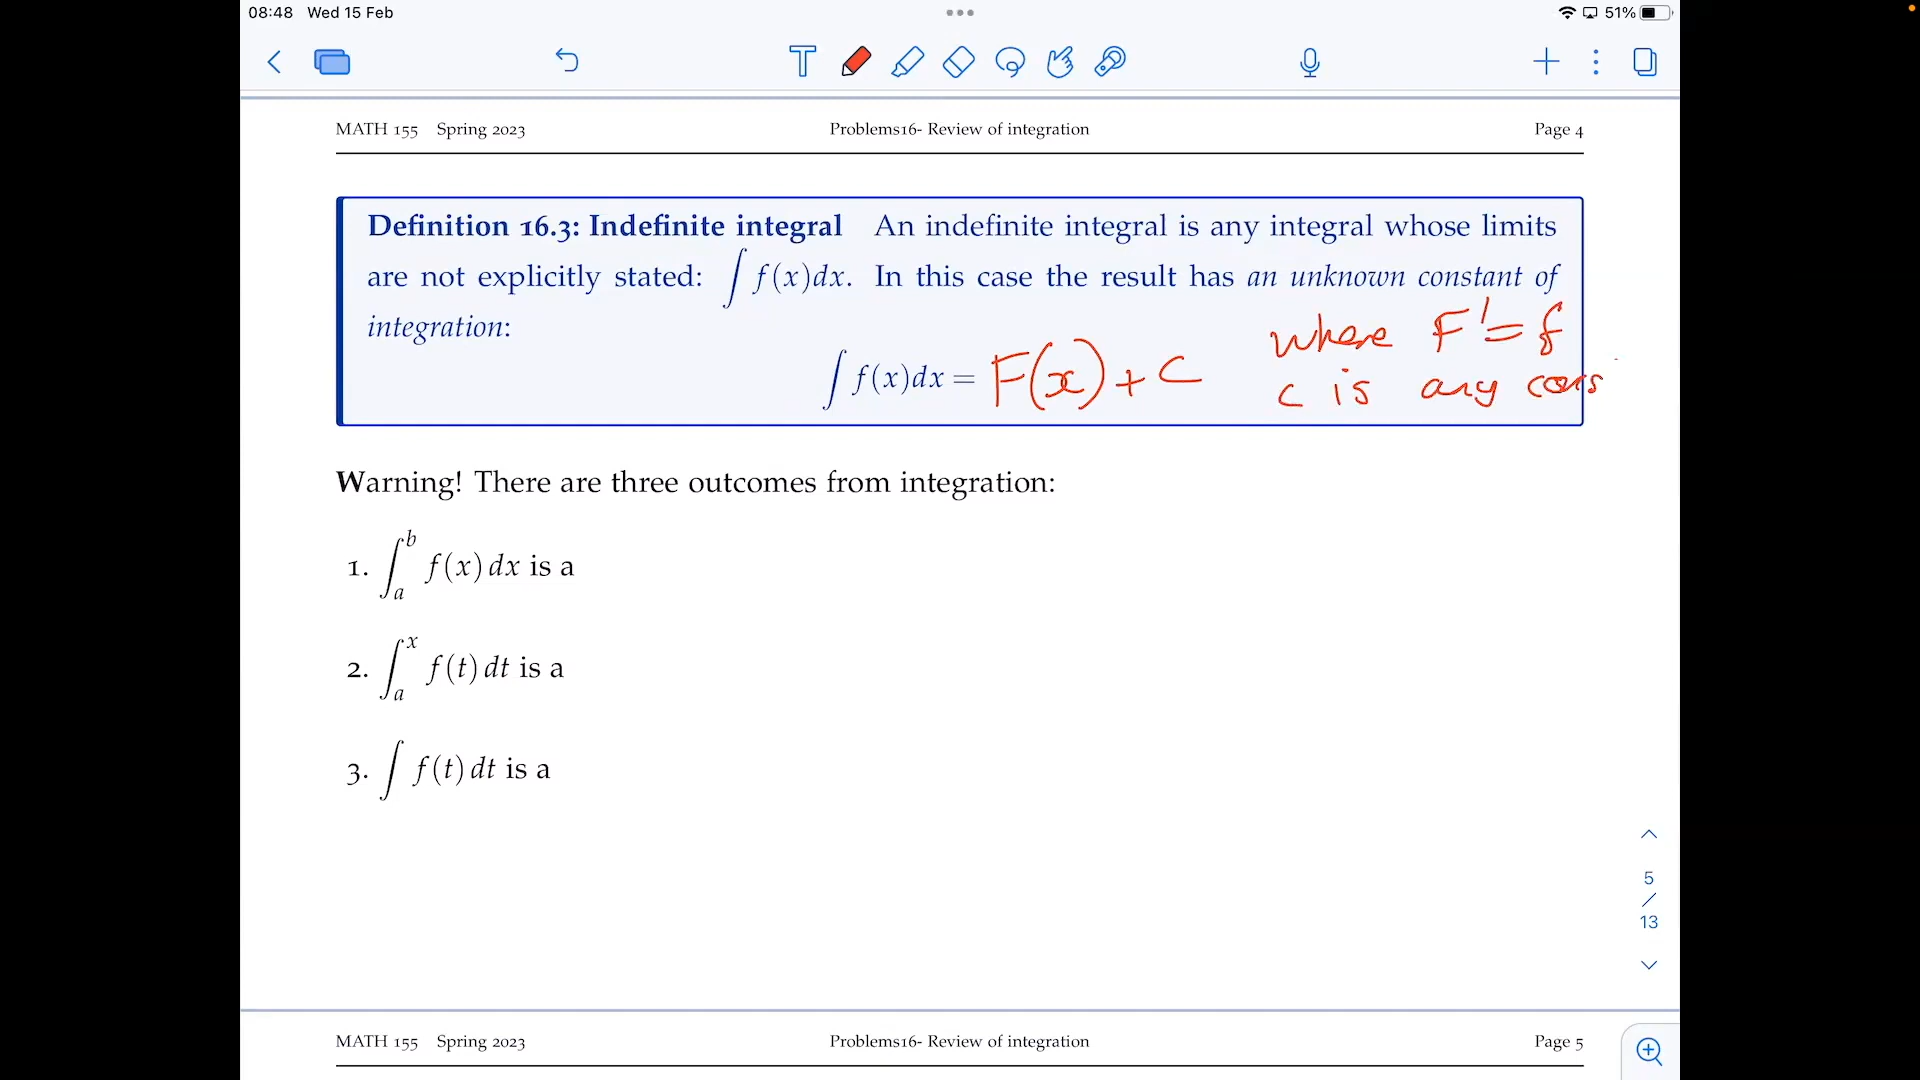 08:48 Wed 15 Feb
51%
MATH 155 Spring 2023 Problems16- Review of integration Page 4
Definition 16.3: Indefinite integral An indefinite integral is any integral whose limits
are not explicitly stated: ∫ f(x)dx. In this case the result has an unknown constant of
integration:
where F' = f
∫ f(x)dx = F(x) + C
c is any cons
Warning! There are three outcomes from integration:
1. ∫_a^b f(x) dx is a
2. ∫_a^x f(t) dt is a
3. ∫ f(t) dt is a
5
/
13
MATH 155 Spring 2023 Problems16- Review of integration Page 5